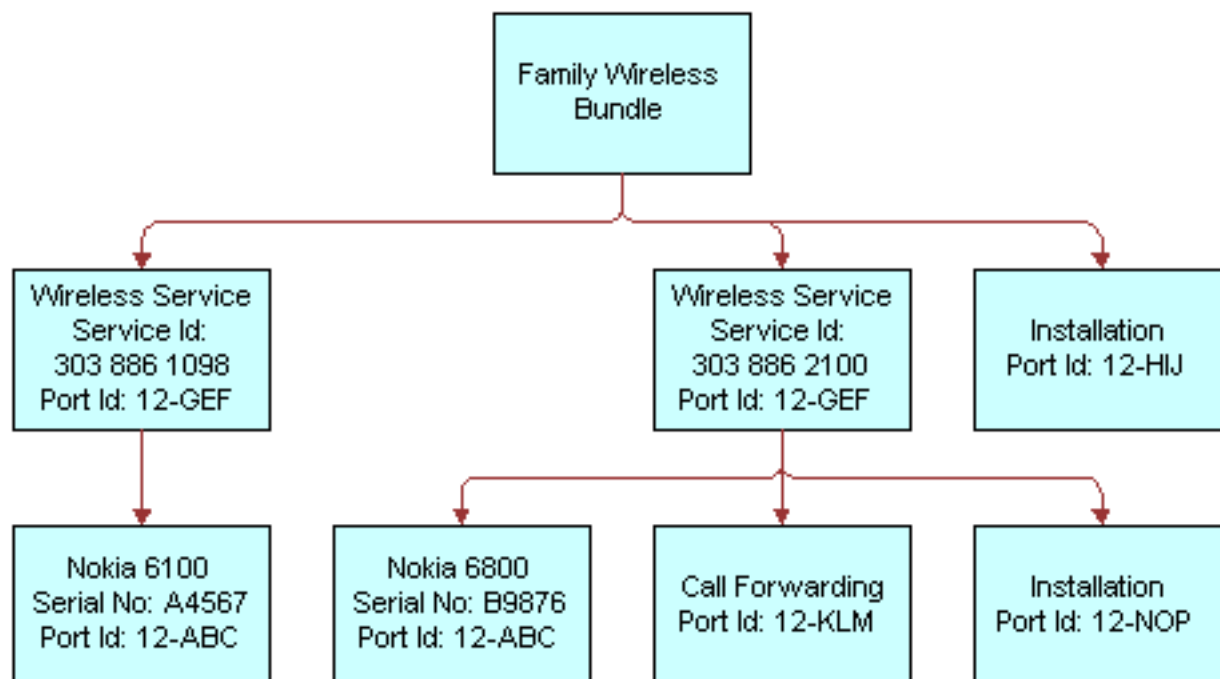 Family Wireless
Bundle
Wireless Service
Service Id:
303 886 1098
Port Id: 12-GEF
Wireless Service
Service Id:
303 886 2100
Port Id: 12-GEF
Installation
Port Id: 12-HIJ
Nokia 6100
Serial No: A4567
Port Id: 12-ABC
Nokia 6800
Serial No: B9876
Port Id: 12-ABC
Call Forwarding
Port Id: 12-KLM
Installation
Port Id: 12-NOP